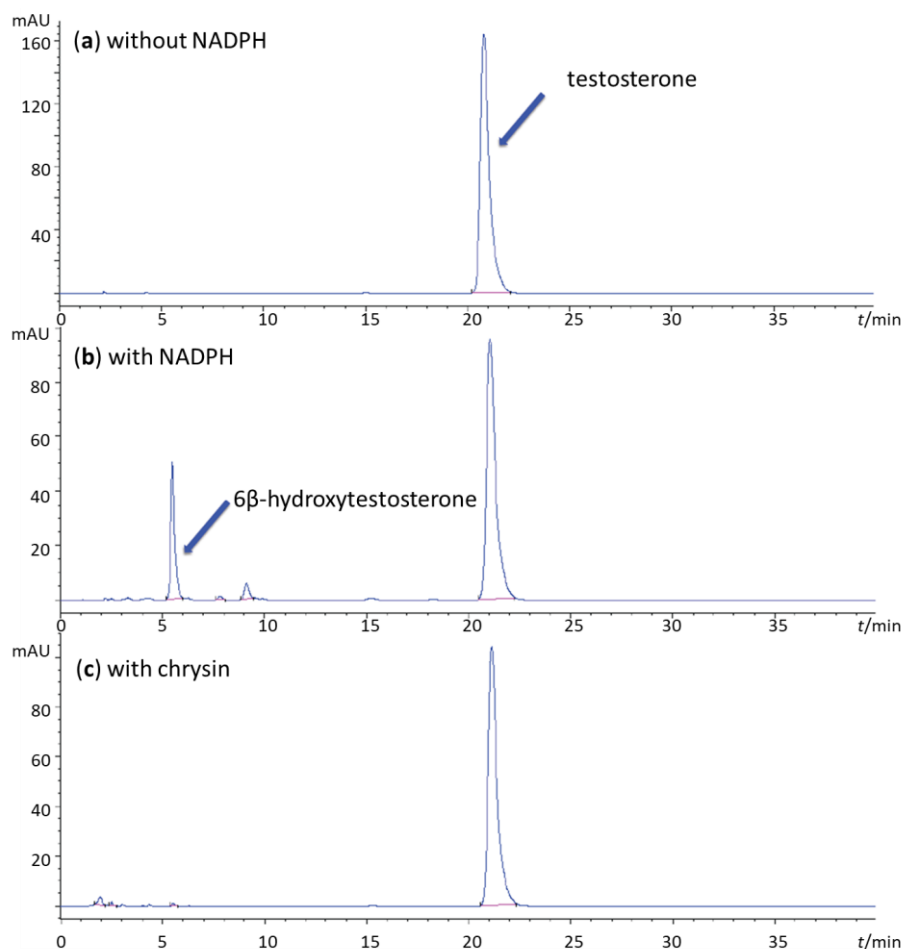 mAU
(a) without NADPH
160
testosterone
120
80
40
0 5 10 15 20 25 30 35 t/min
mAU
(b) with NADPH
80
60
6β-hydroxytestosterone
40
20
0 5 10 15 20 25 30 35 t/min
mAU
(c) with chrysin
80
60
40
20
0 5 10 15 20 25 30 35 t/min